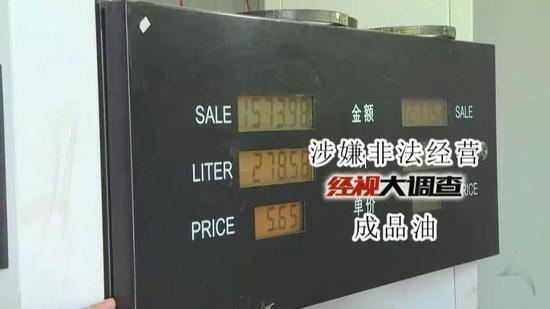 SALE 1573.98 金额 SALE
涉嫌非法经营
LITER 278.58
经视大调查
PRICE 5.65 单价
成品油